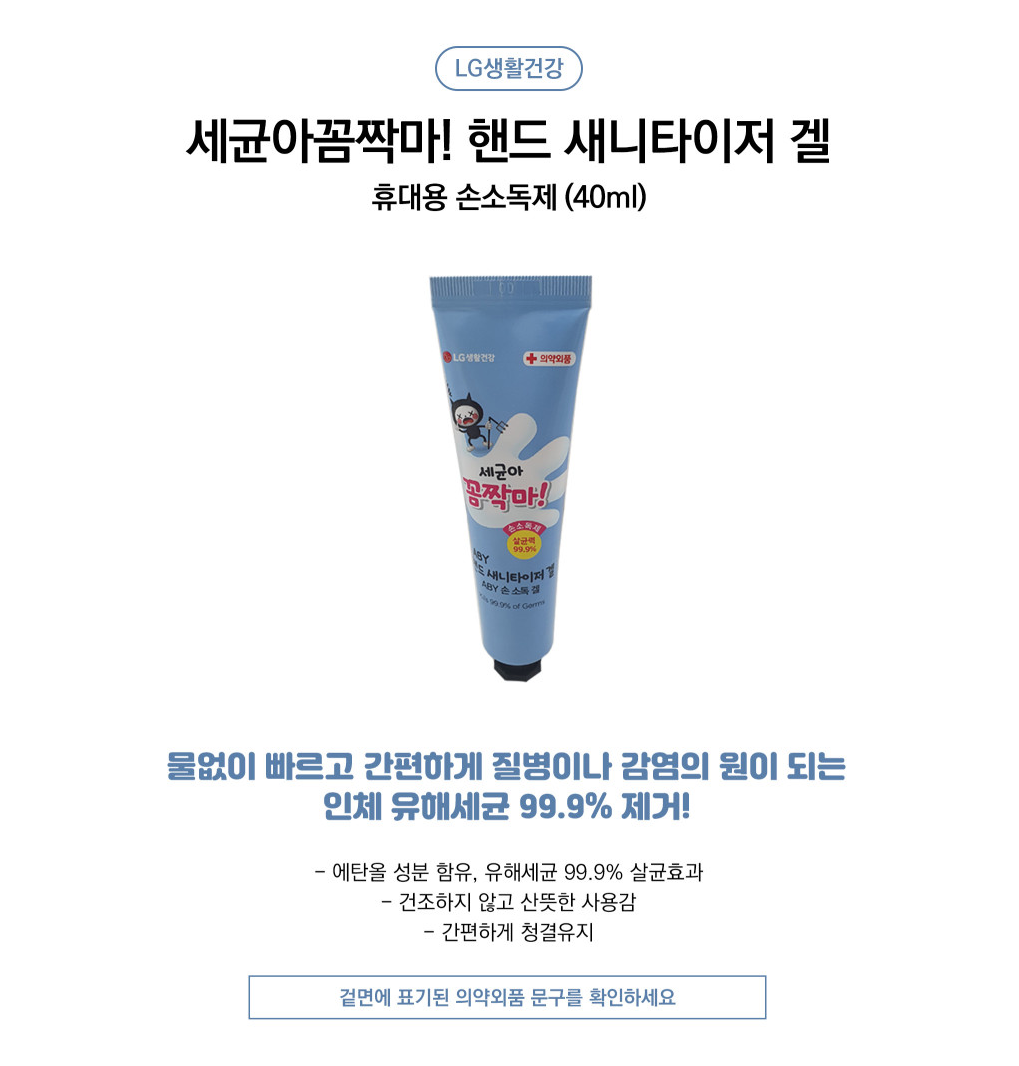 LG생활건강
세균아꼼짝마! 핸드 새니타이저 겔
휴대용 손소독제 (40ml)
LG생활건강
의약외품
세균아
꼼짝마!
손소독제
살균력
99.9%
ABY
새니타이저 겔
ABY 손 소독 겔
99.9% of Germs
물없이 빠르고 간편하게 질병이나 감염의 원이 되는
인체 유해세균 99.9% 제거!
- 에탄올 성분 함유, 유해세균 99.9% 살균효과
- 건조하지 않고 산뜻한 사용감
- 간편하게 청결유지
겉면에 표기된 의약외품 문구를 확인하세요